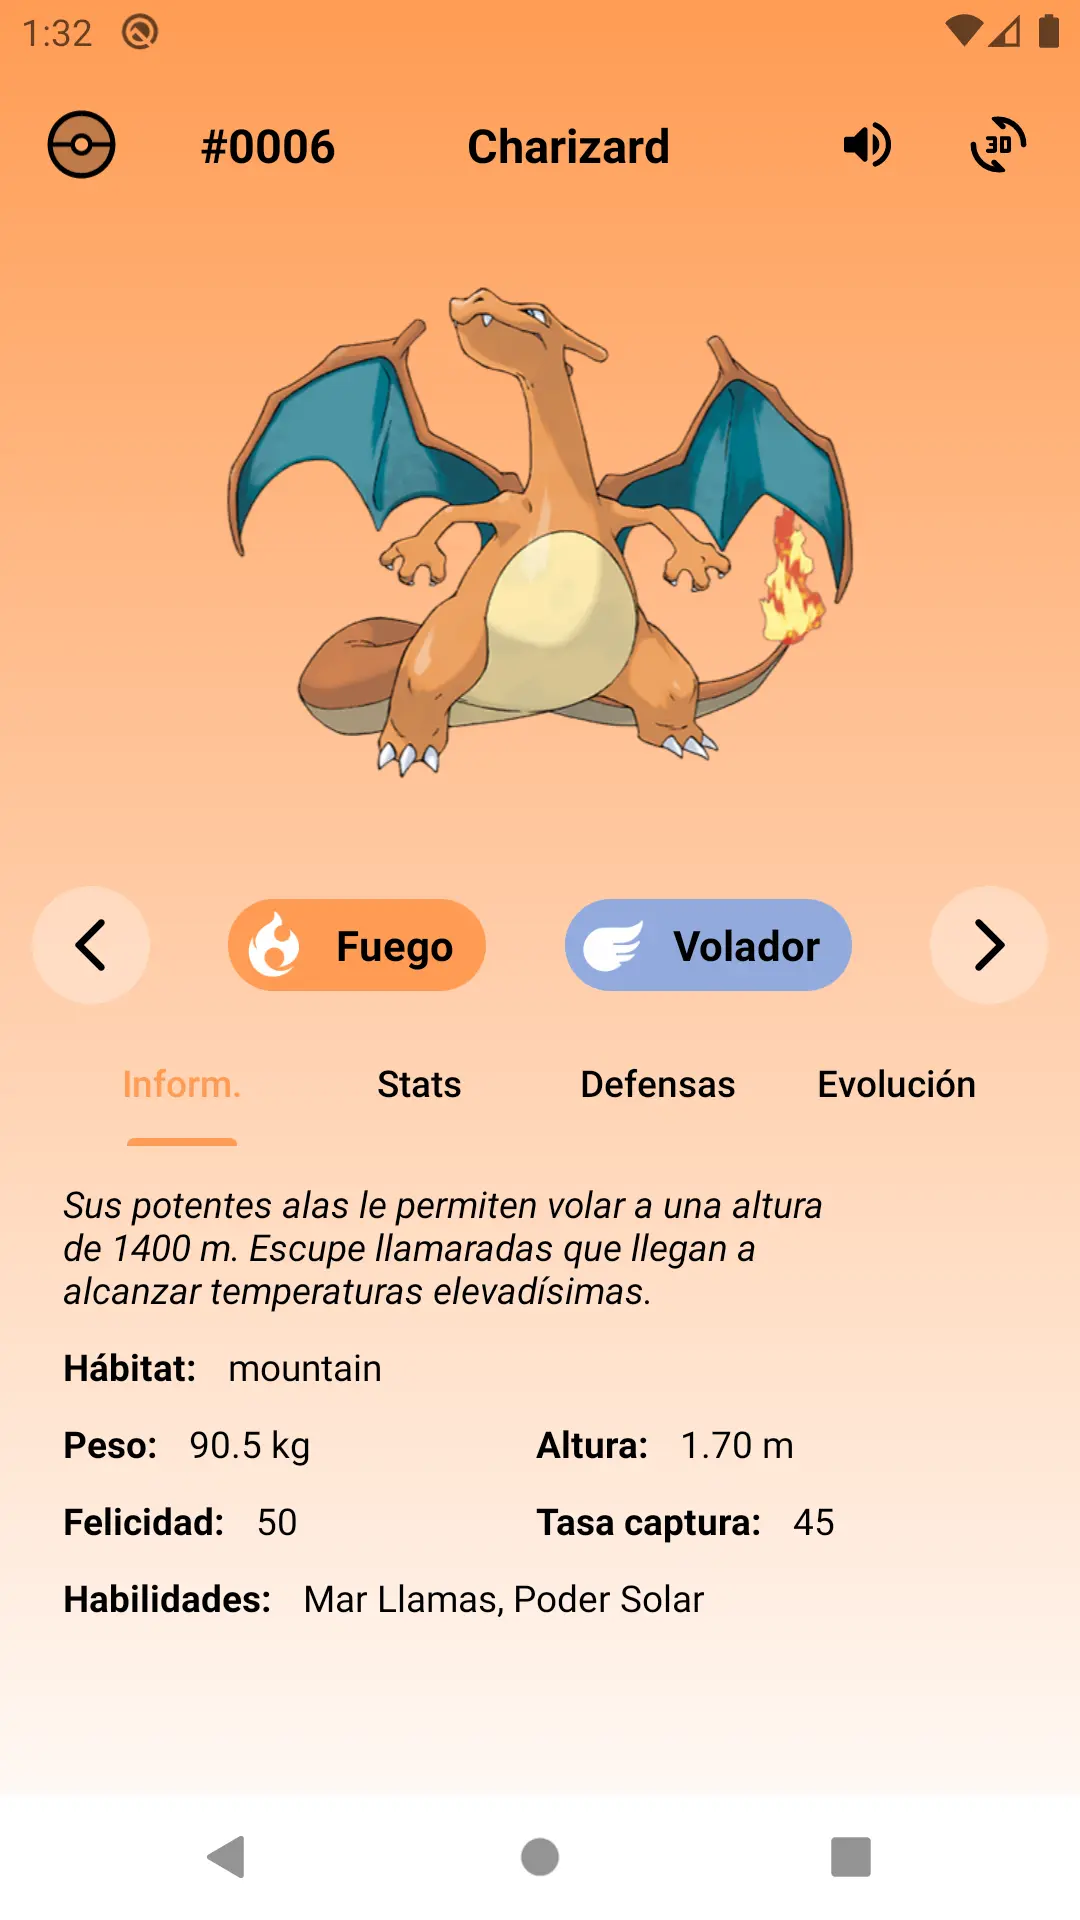 1:32
#0006 Charizard
3D
Fuego Volador
Inform. Stats Defensas Evolución
Sus potentes alas le permiten volar a una altura
de 1400 m. Escupe llamaradas que llegan a
alcanzar temperaturas elevadísimas.
Hábitat: mountain
Peso: 90.5 kg Altura: 1.70 m
Felicidad: 50 Tasa captura: 45
Habilidades: Mar Llamas, Poder Solar